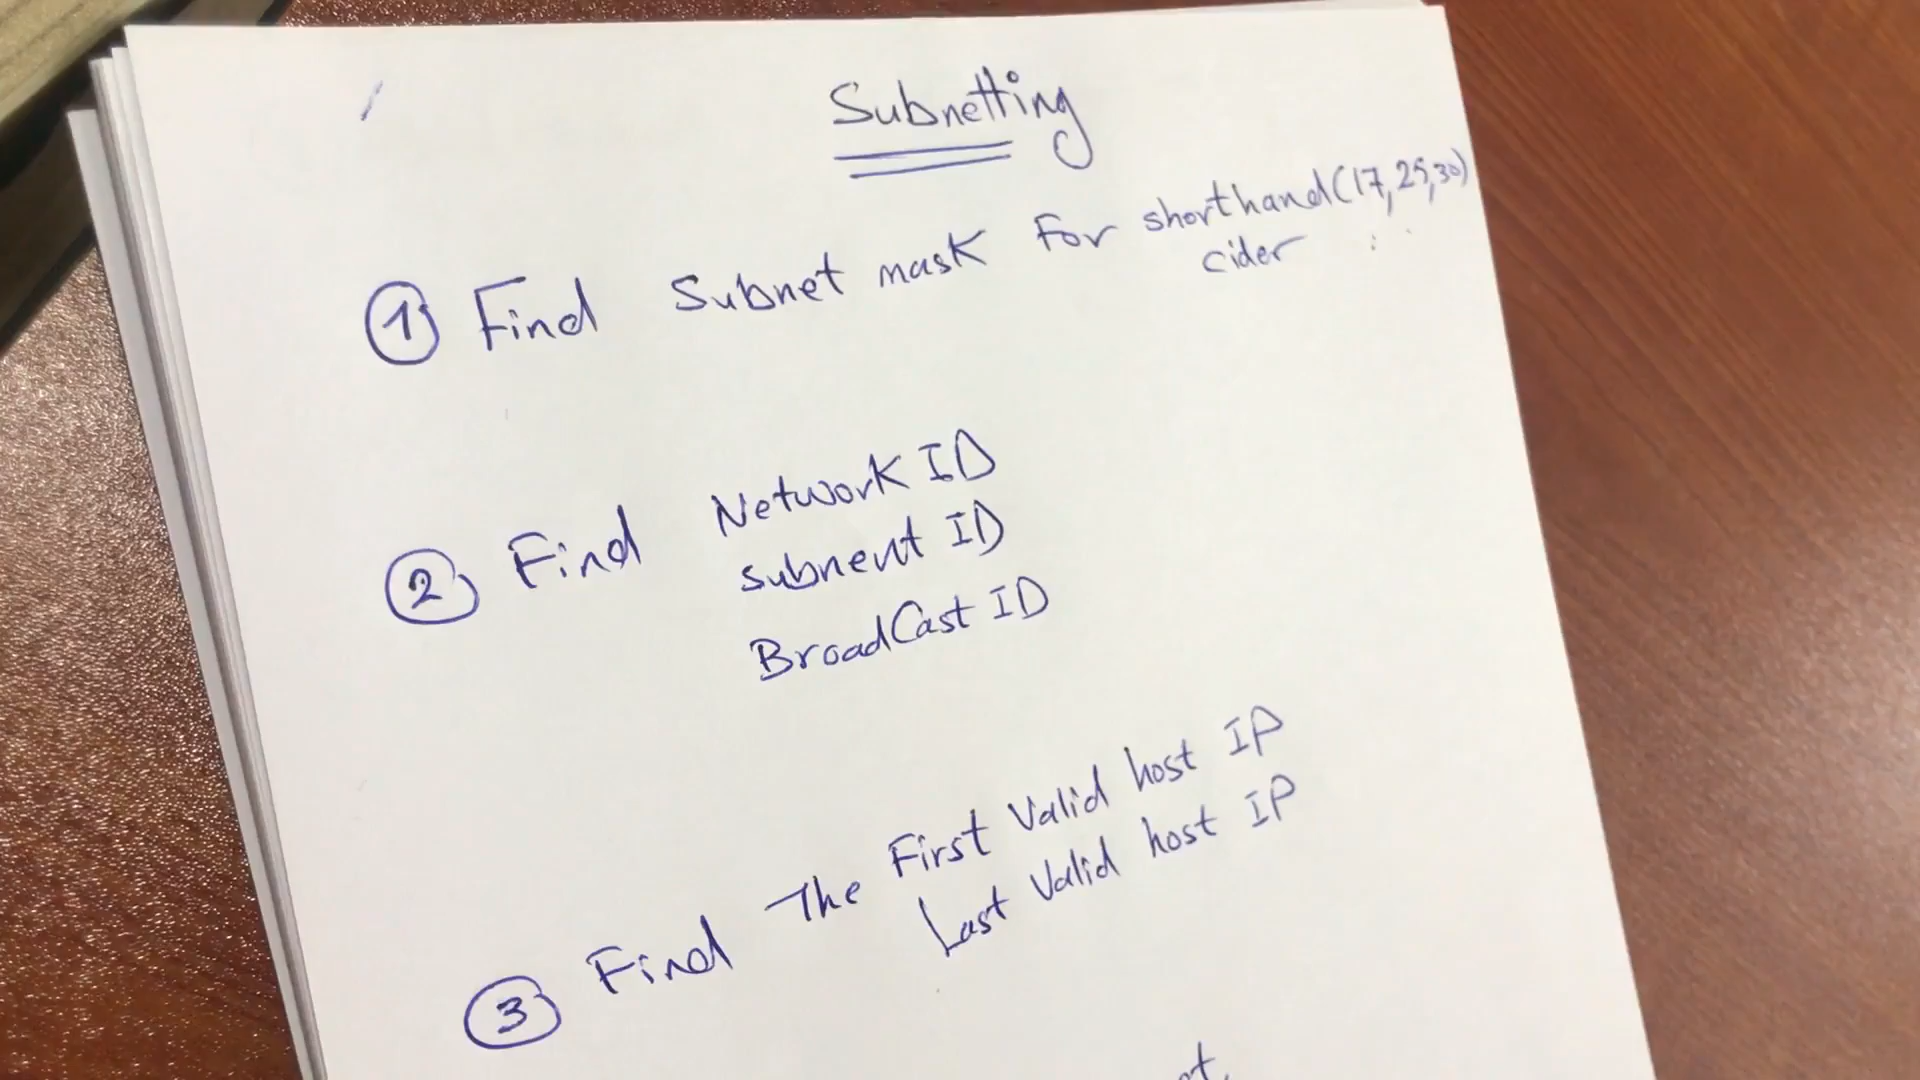 Subnetting
① Find Subnet mask For shorthand (17,25,30)
cider
② Find Network ID
subnent ID
BroadCast ID
③ Find The First Valid host IP
Last Valid host IP